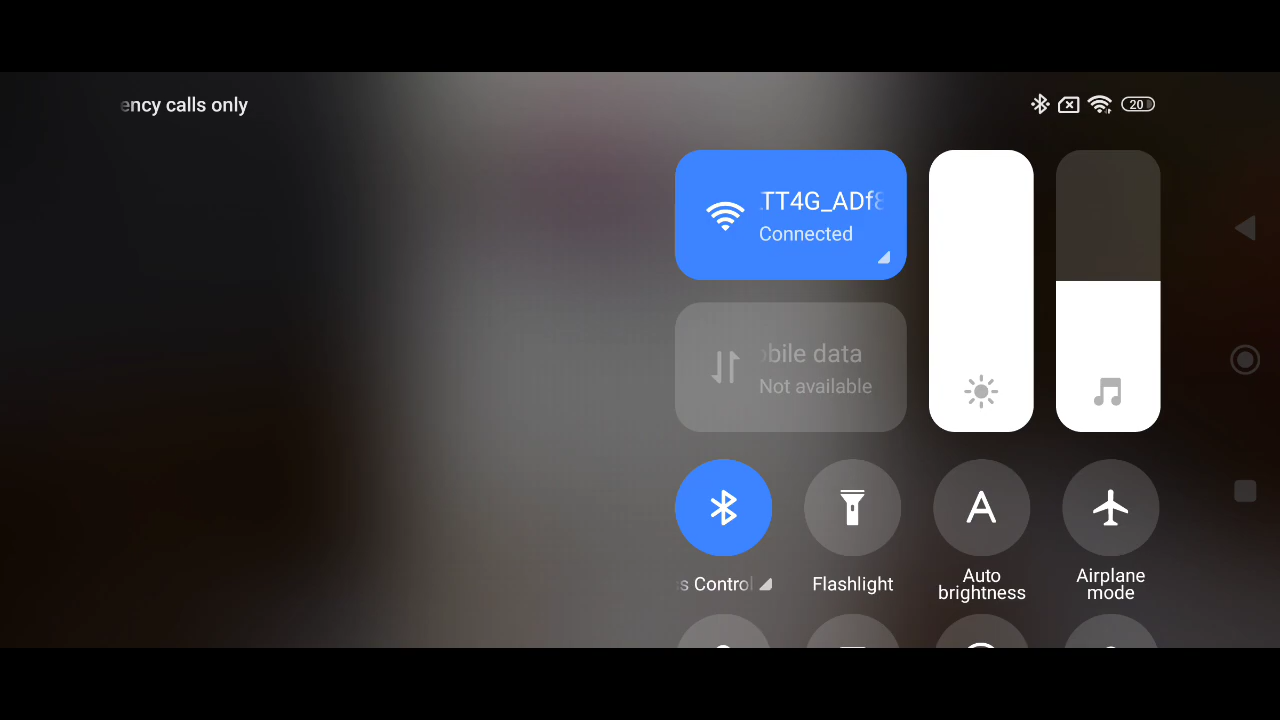 ency calls only
20
TT4G_ADf8
Connected
bile data
Not available
s Control
Flashlight
Auto
brightness
Airplane
mode